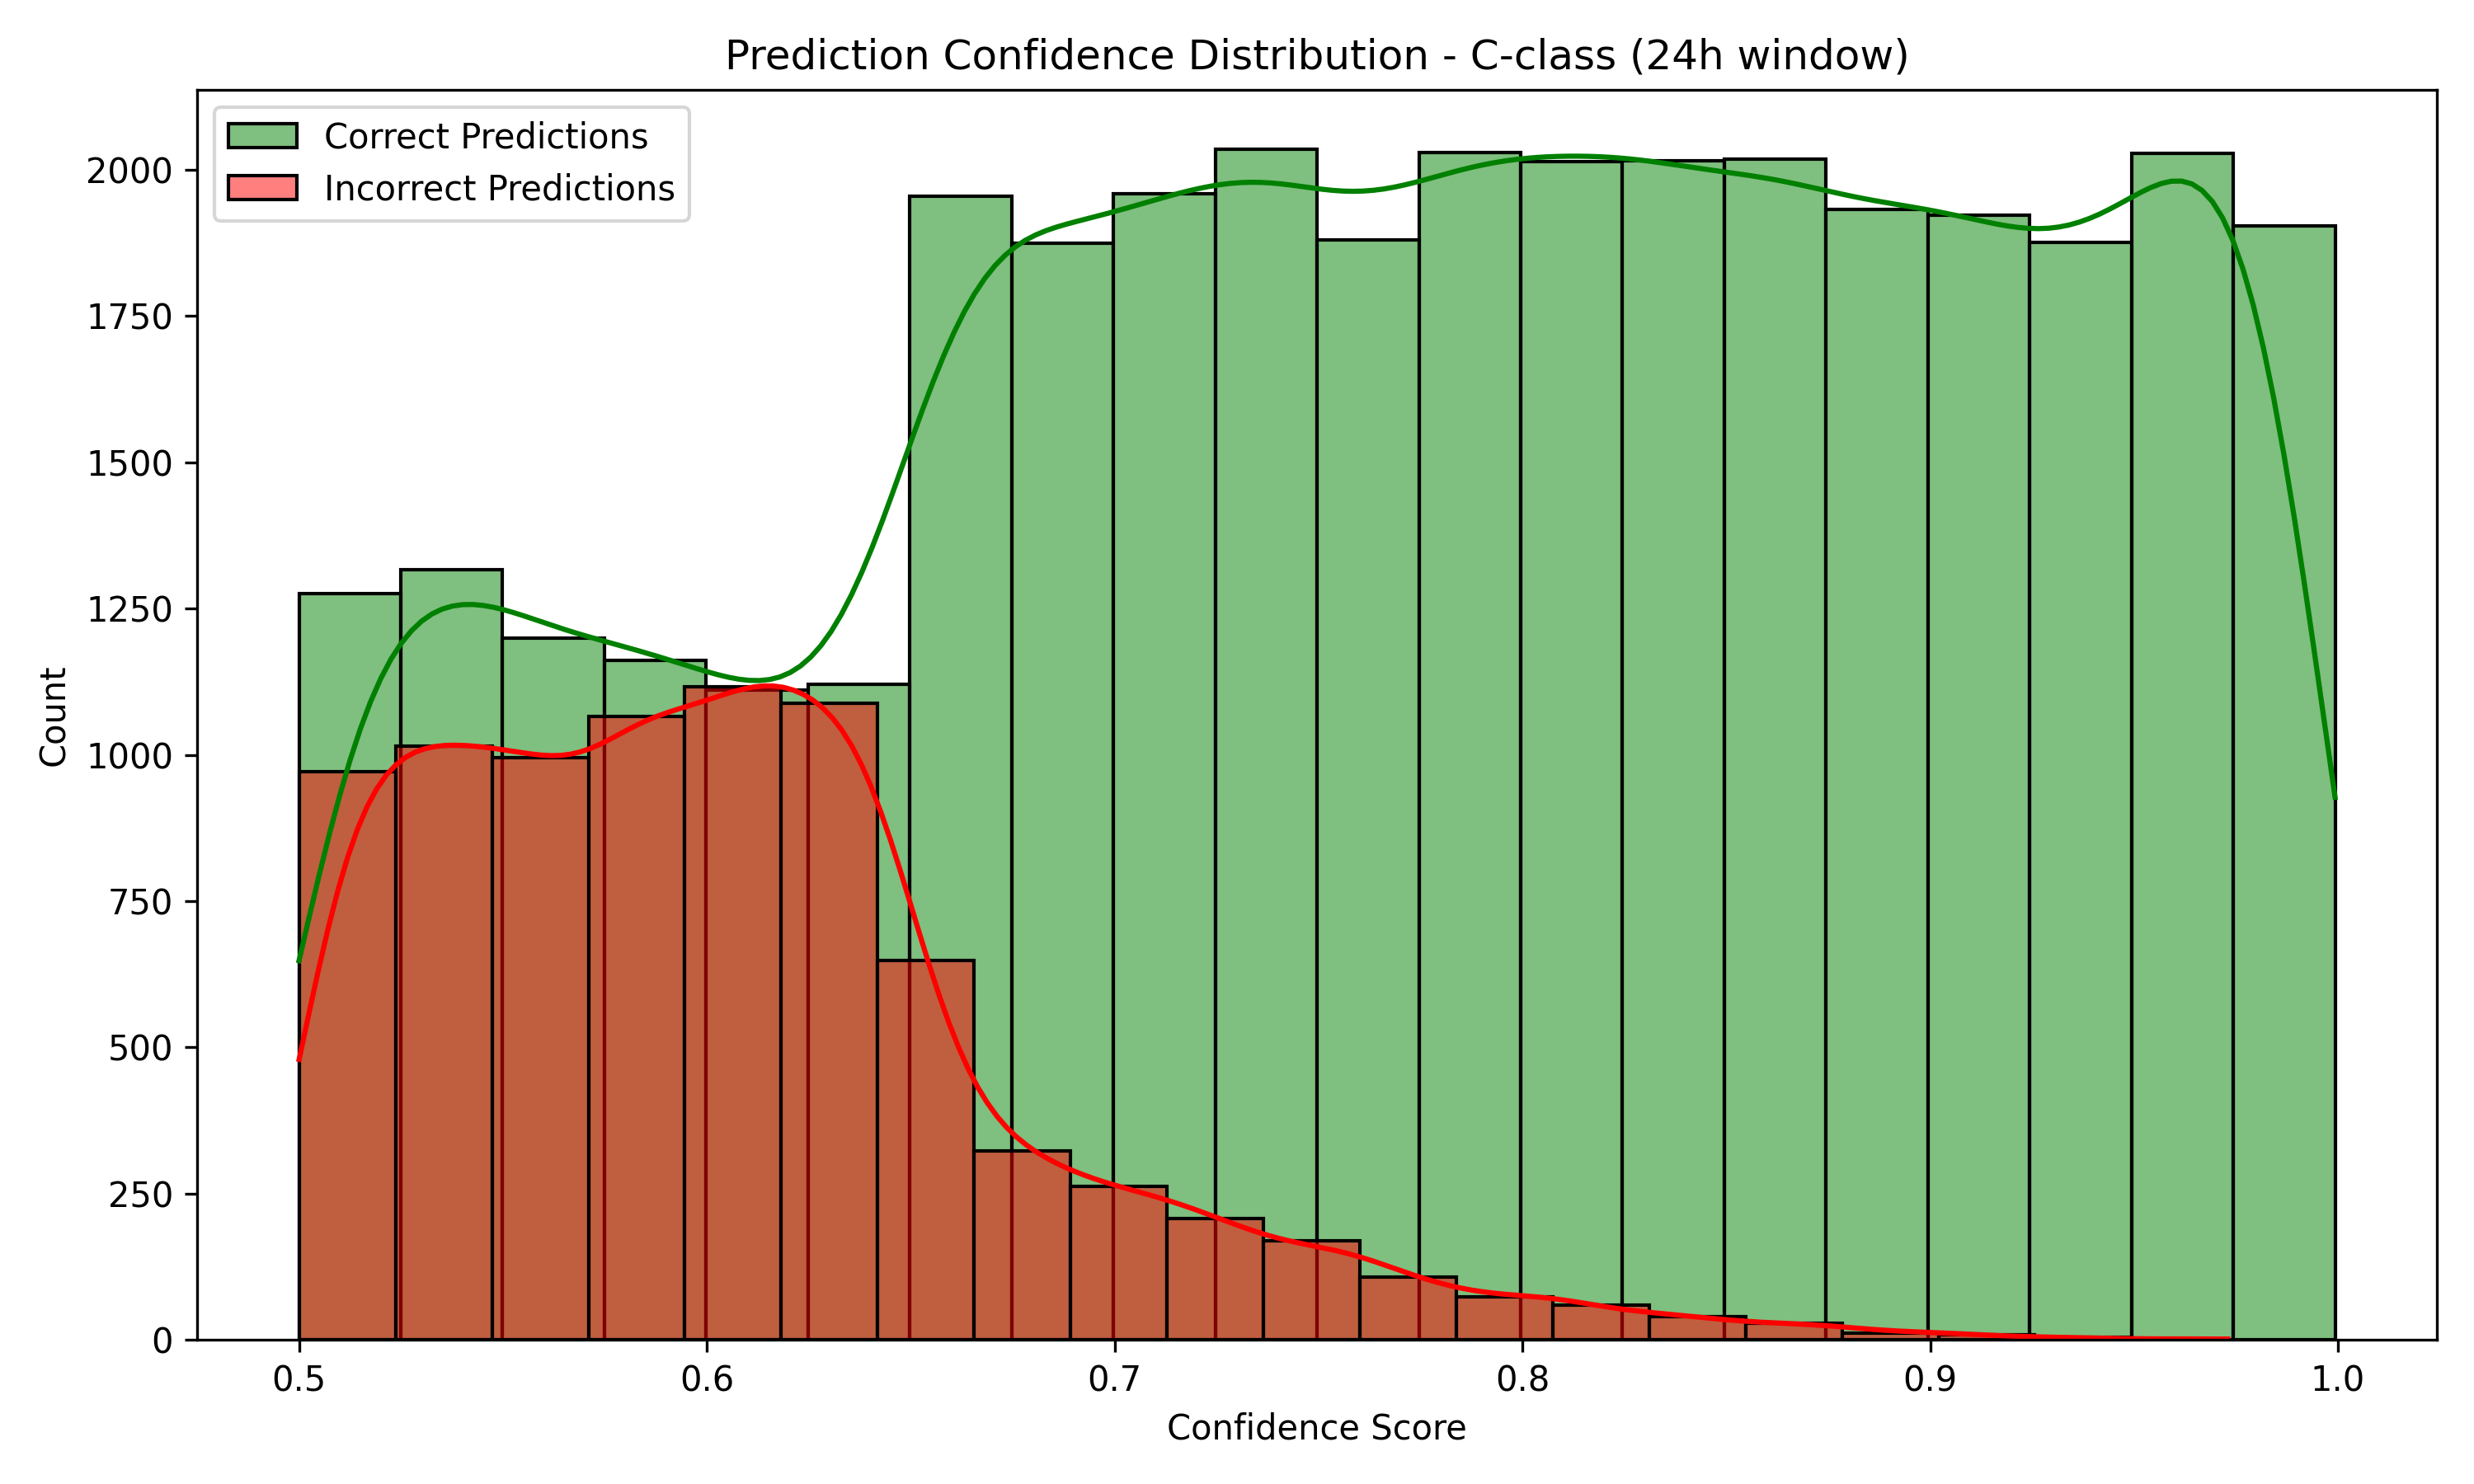 Prediction Confidence Distribution - C-class (24h window)
Correct Predictions
Incorrect Predictions
Count
2000
1750
1500
1250
1000
750
500
250
0
0.5 0.6 0.7 0.8 0.9 1.0
Confidence Score